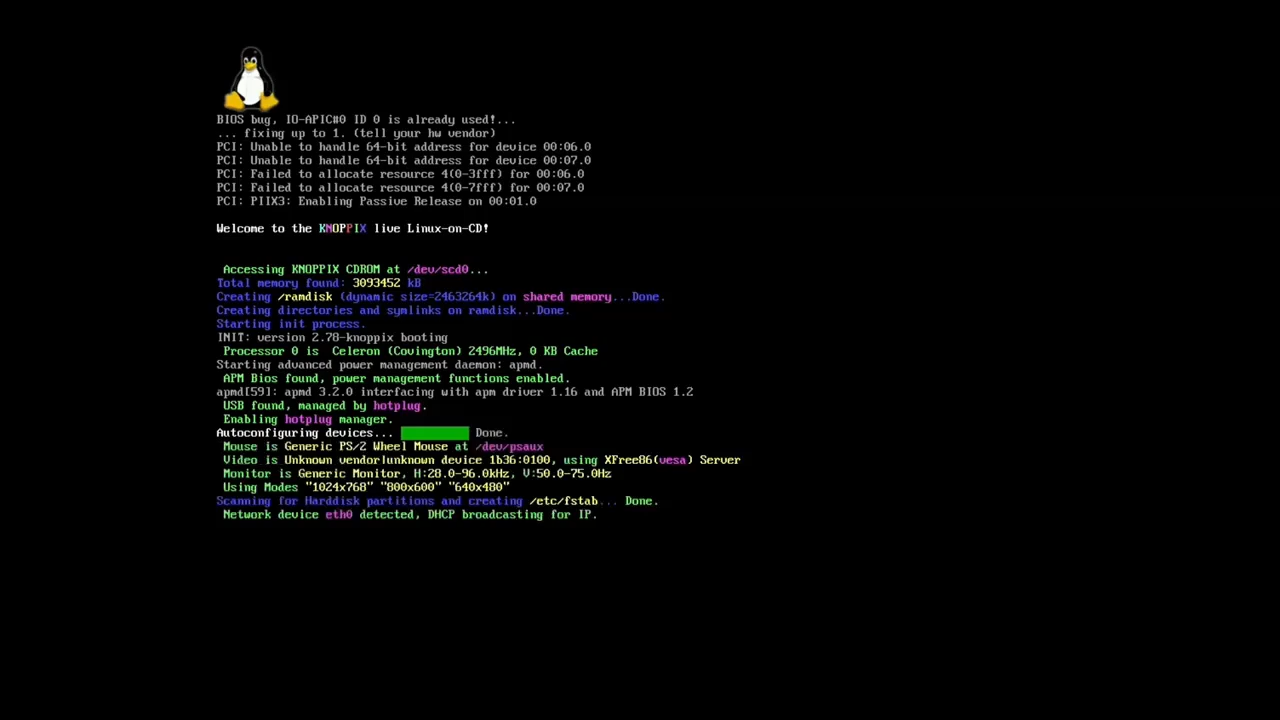 BIOS bug, IO-APIC#0 ID 0 is already used!...
... fixing up to 1. (tell your hw vendor)
PCI: Unable to handle 64-bit address for device 00:06.0
PCI: Unable to handle 64-bit address for device 00:07.0
PCI: Failed to allocate resource 4(0-3fff) for 00:06.0
PCI: Failed to allocate resource 4(0-7fff) for 00:07.0
PCI: PIIX3: Enabling Passive Release on 00:01.0
Welcome to the KNOPPIX live Linux-on-CD!
Accessing KNOPPIX CDROM at /dev/scd0...
Total memory found: 3093452 kB
Creating /ramdisk (dynamic size=2463264k) on shared memory...Done.
Creating directories and symlinks on ramdisk...Done.
Starting init process.
INIT: version 2.78-knoppix booting
Processor 0 is  Celeron (Covington) 2496MHz, 0 KB Cache
Starting advanced power management daemon: apmd.
APM Bios found, power management functions enabled.
apmd[59]: apmd 3.2.0 interfacing with apm driver 1.16 and APM BIOS 1.2
USB found, managed by hotplug.
Enabling hotplug manager.
Autoconfiguring devices... Done.
Mouse is Generic PS/2 Wheel Mouse at /dev/psaux
Video is Unknown vendor|unknown device 1b36:0100, using XFree86(vesa) Server
Monitor is Generic Monitor, H:28.0-96.0kHz, V:50.0-75.0Hz
Using Modes "1024x768" "800x600" "640x480"
Scanning for Harddisk partitions and creating /etc/fstab... Done.
Network device eth0 detected, DHCP broadcasting for IP.